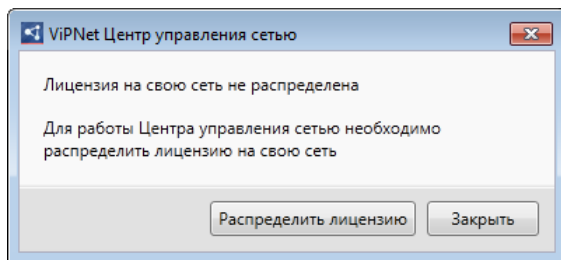 ViPNet Центр управления сетью
Лицензия на свою сеть не распределена
Для работы Центра управления сетью необходимо
распределить лицензию на свою сеть
Распределить лицензию
Закрыть